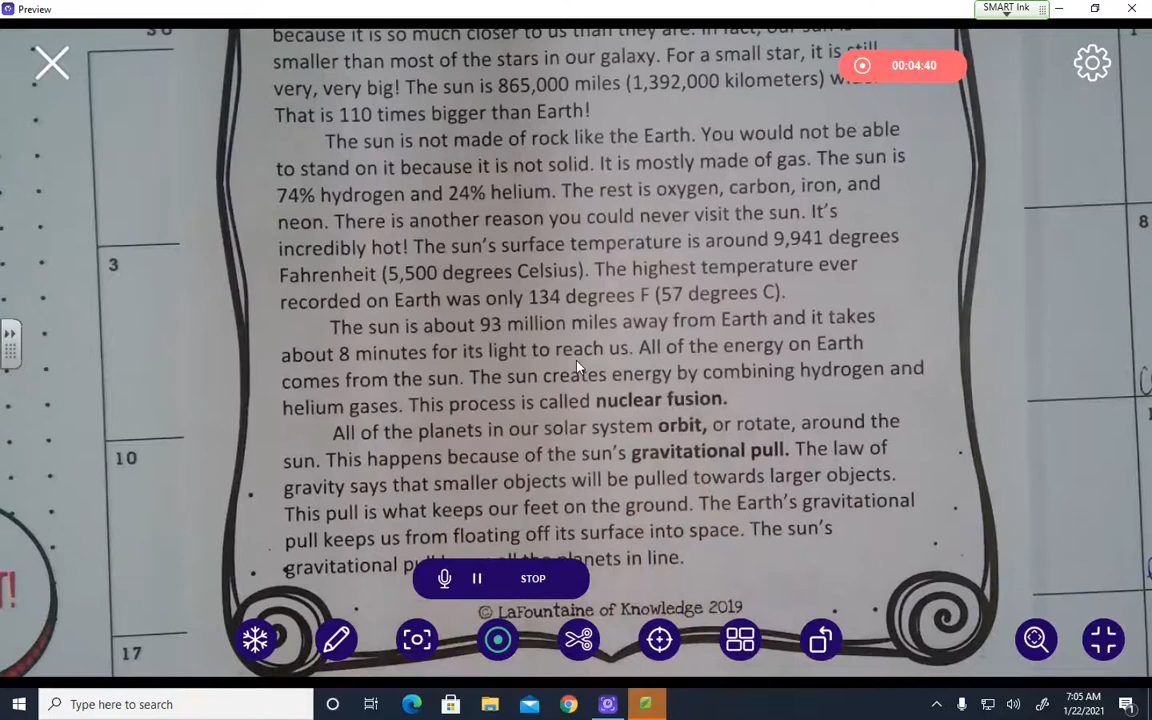 Preview
SMART Ink
30
because it is so much closer to us than they are. In fact, our sun is
smaller than most of the stars in our galaxy. For a small star, it is still
00:04:40
very, very big! The sun is 865,000 miles (1,392,000 kilometers)
That is 110 times bigger than Earth!
The sun is not made of rock like the Earth. You would not be able
to stand on it because it is not solid. It is mostly made of gas. The sun is
74% hydrogen and 24% helium. The rest is oxygen, carbon, iron, and
neon. There is another reason you could never visit the sun. It's
incredibly hot! The sun's surface temperature is around 9,941 degrees
Fahrenheit (5,500 degrees Celsius). The highest temperature ever
recorded on Earth was only 134 degrees F (57 degrees C).
The sun is about 93 million miles away from Earth and it takes
about 8 minutes for its light to reach us. All of the energy on Earth
comes from the sun. The sun creates energy by combining hydrogen and
helium gases. This process is called nuclear fusion.
All of the planets in our solar system orbit, or rotate, around the
sun. This happens because of the sun's gravitational pull. The law of
gravity says that smaller objects will be pulled towards larger objects.
This pull is what keeps our feet on the ground. The Earth's gravitational
pull keeps us from floating off its surface into space. The sun's
gravitational planets in line.
STOP
© LaFountaine of Knowledge 2019
3
10
17
8
Type here to search
7:05 AM
1/22/2021